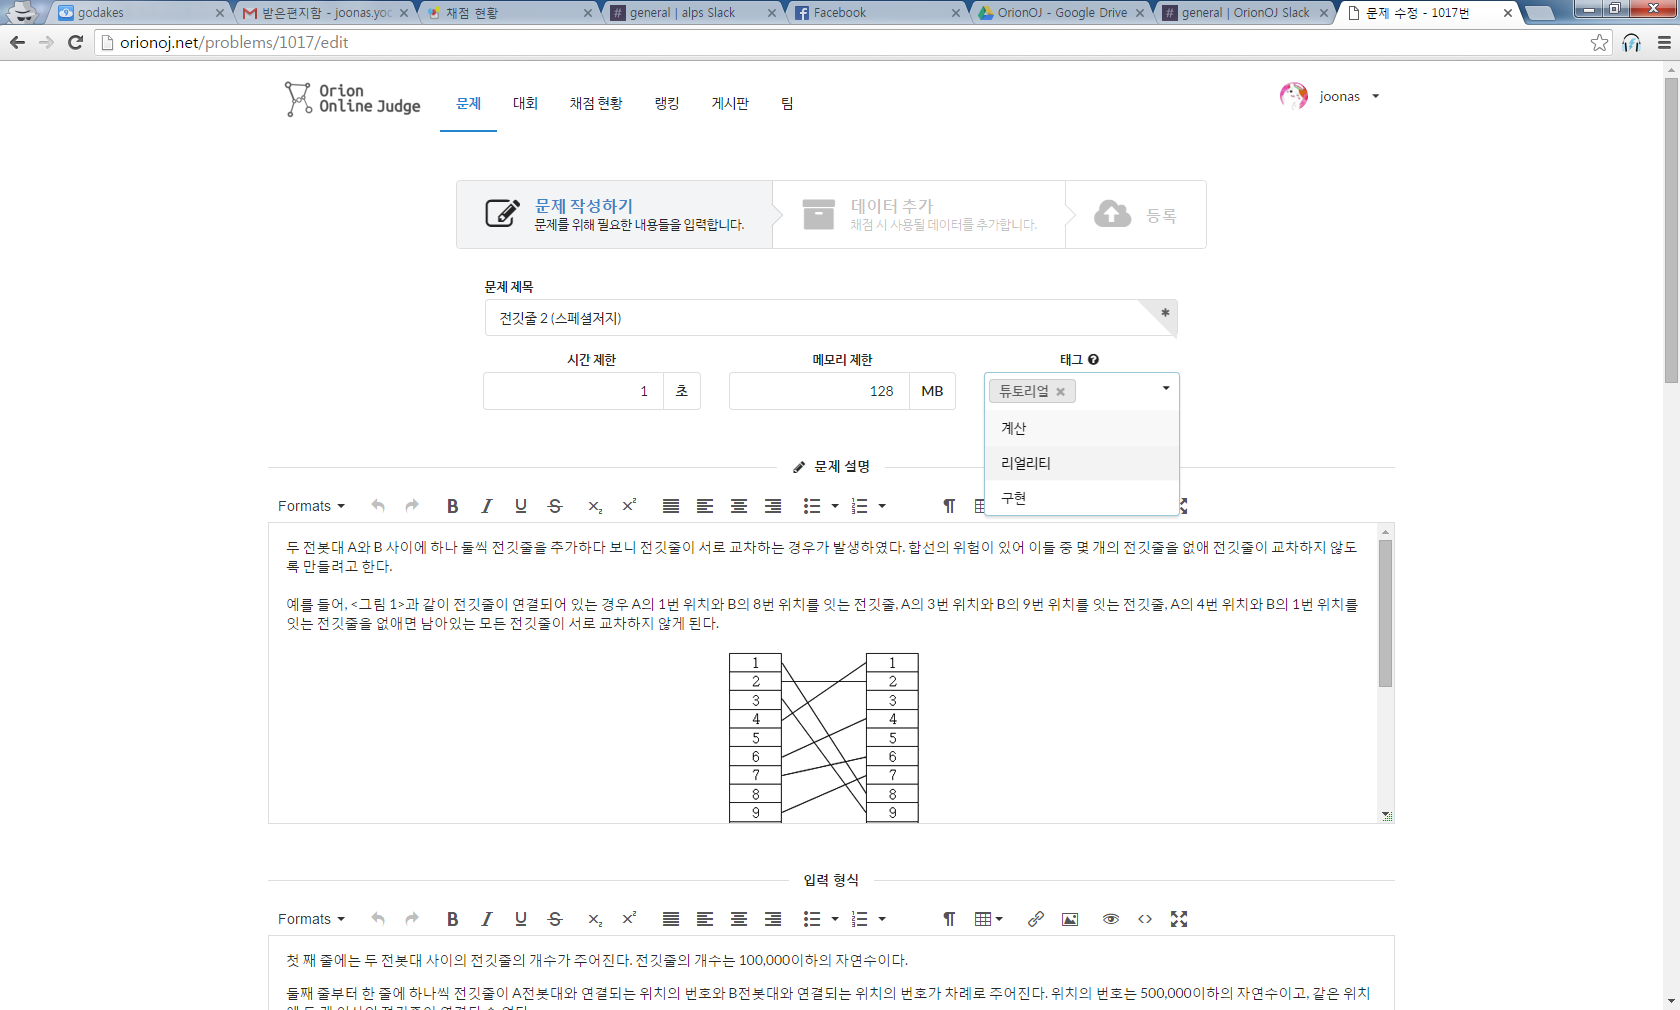 godakes
받은편지함 - joonas.yoc
채점 현황
general | alps Slack
Facebook
OrionOJ - Google Drive
general | OrionOJ Slack
문제 수정 - 1017번
orionoj.net/problems/1017/edit
Orion
Online Judge
문제
대회
채점 현황
랭킹
게시판
팀
joonas
문제 작성하기
문제를 위해 필요한 내용들을 입력합니다.
데이터 추가
채점 시 사용될 데이터를 추가합니다.
등록
문제 제목
전깃줄 2 (스페셜저지)
시간 제한
메모리 제한
태그
1
초
128
MB
튜토리얼
계산
리얼리티
구현
문제 설명
Formats
두 전봇대 A와 B 사이에 하나 둘씩 전깃줄을 추가하다 보니 전깃줄이 서로 교차하는 경우가 발생하였다. 합선의 위험이 있어 이들 중 몇 개의 전깃줄을 없애 전깃줄이 교차하지 않도
록 만들려고 한다.
예를 들어, <그림 1>과 같이 전깃줄이 연결되어 있는 경우 A의 1번 위치와 B의 8번 위치를 잇는 전깃줄, A의 3번 위치와 B의 9번 위치를 잇는 전깃줄, A의 4번 위치와 B의 1번 위치를
잇는 전깃줄을 없애면 남아있는 모든 전깃줄이 서로 교차하지 않게 된다.
1 1
2 2
3 3
4 4
5 5
6 6
7 7
8 8
9 9
입력 형식
Formats
첫 째 줄에는 두 전봇대 사이의 전깃줄의 개수가 주어진다. 전깃줄의 개수는 100,000이하의 자연수이다.
둘째 줄부터 한 줄에 하나씩 전깃줄이 A전봇대와 연결되는 위치의 번호와 B전봇대와 연결되는 위치의 번호가 차례로 주어진다. 위치의 번호는 500,000이하의 자연수이고, 같은 위치